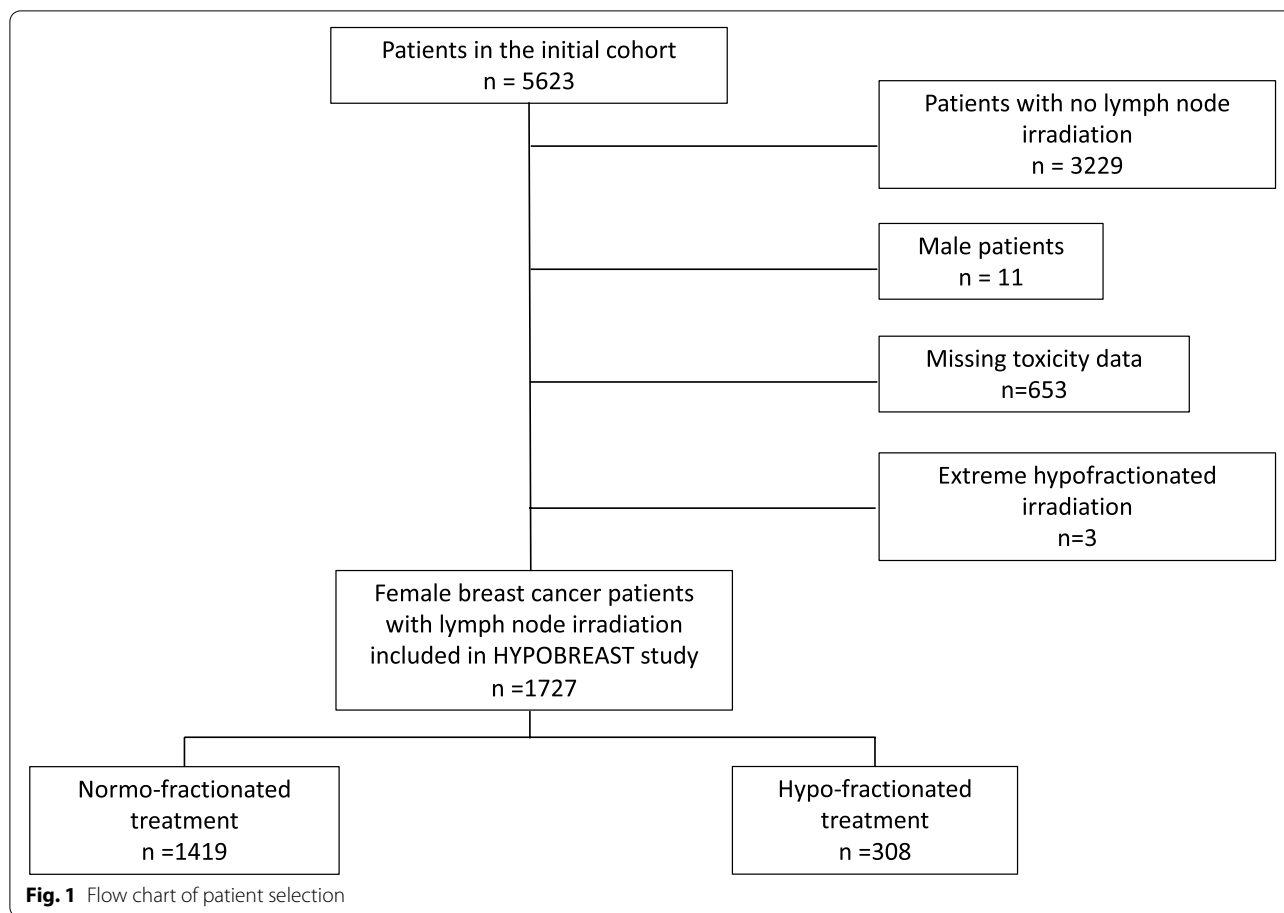 Patients in the initial cohort
n = 5623
Patients with no lymph node
irradiation
n = 3229
Male patients
n = 11
Missing toxicity data
n=653
Extreme hypofractionated
irradiation
n=3
Female breast cancer patients
with lymph node irradiation
included in HYPOBREAST study
n =1727
Normo-fractionated
treatment
n =1419
Hypo-fractionated
treatment
n =308
Fig. 1 Flow chart of patient selection